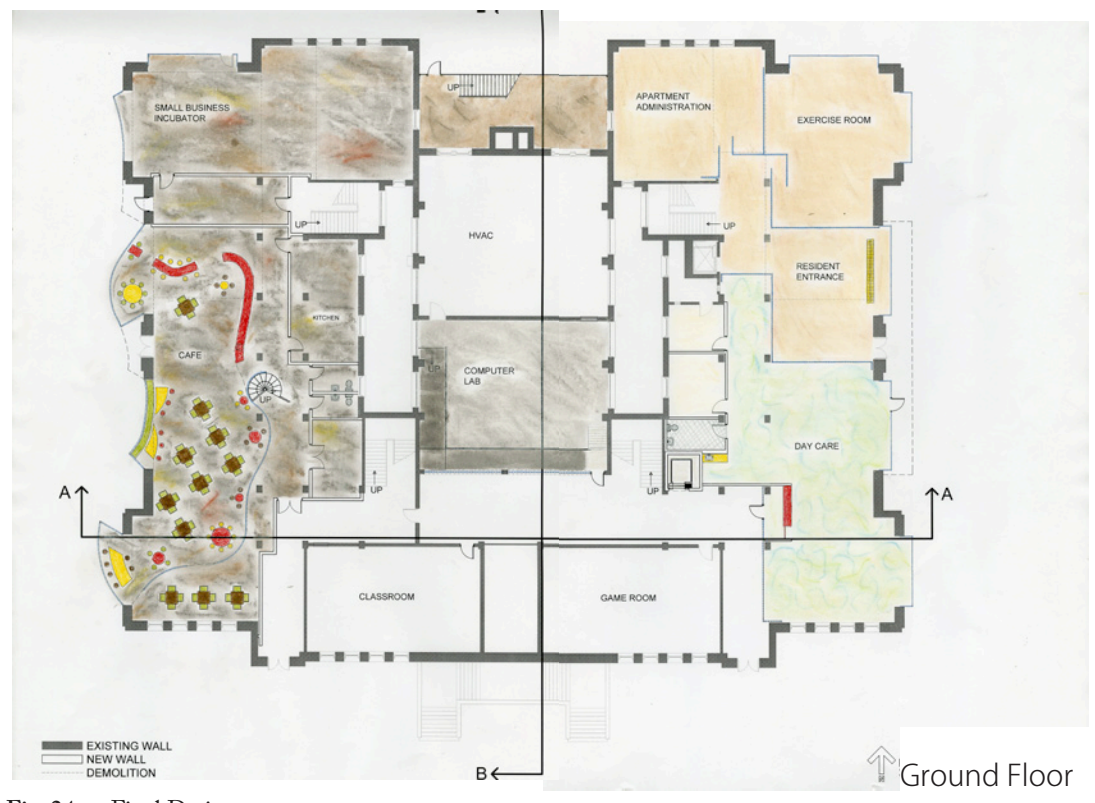 SMALL BUSINESS
INCUBATOR
UP
APARTMENT
ADMINISTRATION
EXERCISE ROOM
UP
UP
HVAC
RESIDENT
ENTRANCE
KITCHEN
CAFE
UP
COMPUTER
LAB
UP
DAY CARE
A
UP
UP
A
CLASSROOM
GAME ROOM
EXISTING WALL
NEW WALL
DEMOLITION
B
Ground Floor